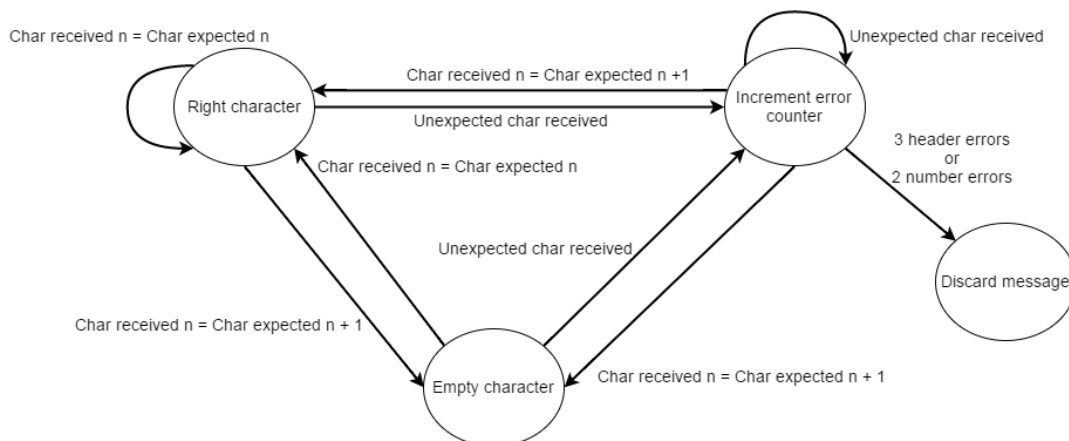 Char received n = Char expected n
Unexpected char received
Char received n = Char expected n +1
Right character
Increment error
counter
Unexpected char received
3 header errors
or
2 number errors
Char received n = Char expected n
Unexpected char received
Discard message
Char received n = Char expected n + 1
Char received n = Char expected n + 1
Empty character